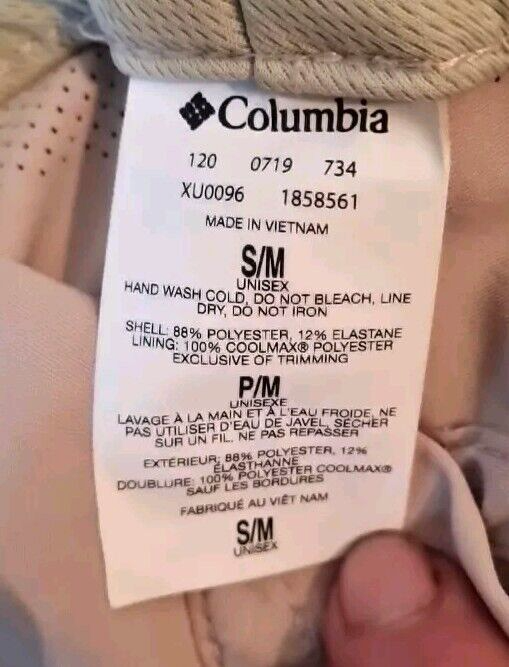 Columbia
120 0719 734
XU0096 1858561
MADE IN VIETNAM
S/M
UNISEX
HAND WASH COLD, DO NOT BLEACH, LINE
DRY, DO NOT IRON
SHELL: 88% POLYESTER, 12% ELASTANE
LINING: 100% COOLMAX® POLYESTER
EXCLUSIVE OF TRIMMING
P/M
UNISEXE
LAVAGE À LA MAIN ET À L'EAU FROIDE, NE
PAS UTILISER D'EAU DE JAVEL, SÉCHER
SUR UN FIL, NE PAS REPASSER
EXTÉRIEUR: 88% POLYESTER, 12%
ÉLASTHANNE
DOUBLURE: 100% POLYESTER COOLMAX®
SAUF LES BORDURES
FABRIQUÉ AU VIÊT NAM
S/M
UNISEX